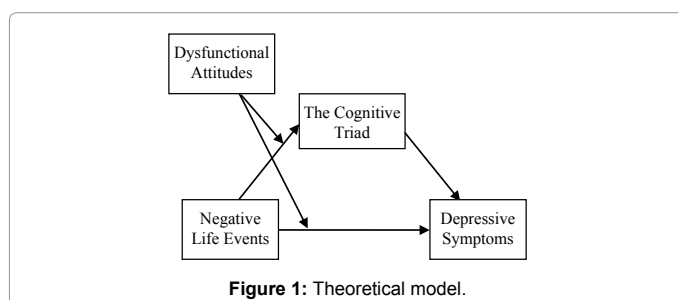 Dysfunctional
Attitudes
The Cognitive
Triad
Negative
Life Events
Depressive
Symptoms
Figure 1: Theoretical model.